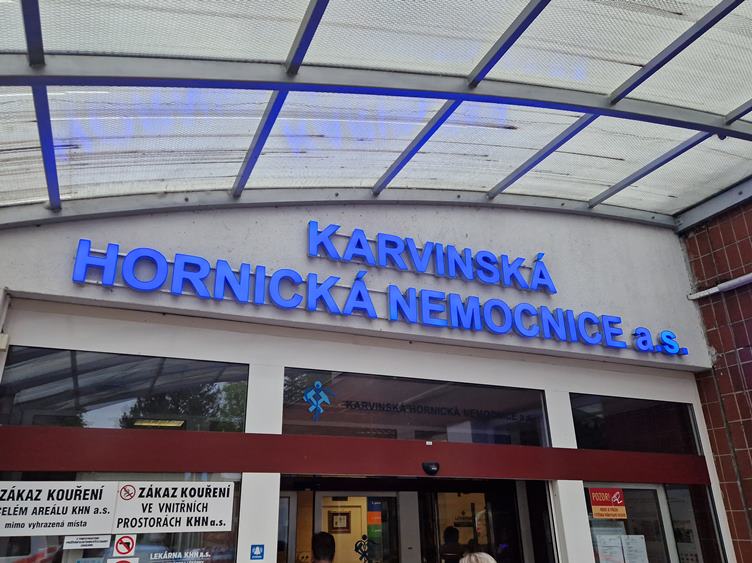 KARVINSKÁ
HORNICKÁ NEMOCNICE a.s.
KARVINSKÁ HORNICKÁ NEMOCNICE a.s.
ZÁKAZ KOUŘENÍ
CELÉM AREÁLU KHN a.s.
mimo vyhrazená místa
ZÁKAZ KOUŘENÍ
VE VNITŘNÍCH
PROSTORÁCH KHN a.s.
LEKÁRNA KHN a.s.
POZOR!